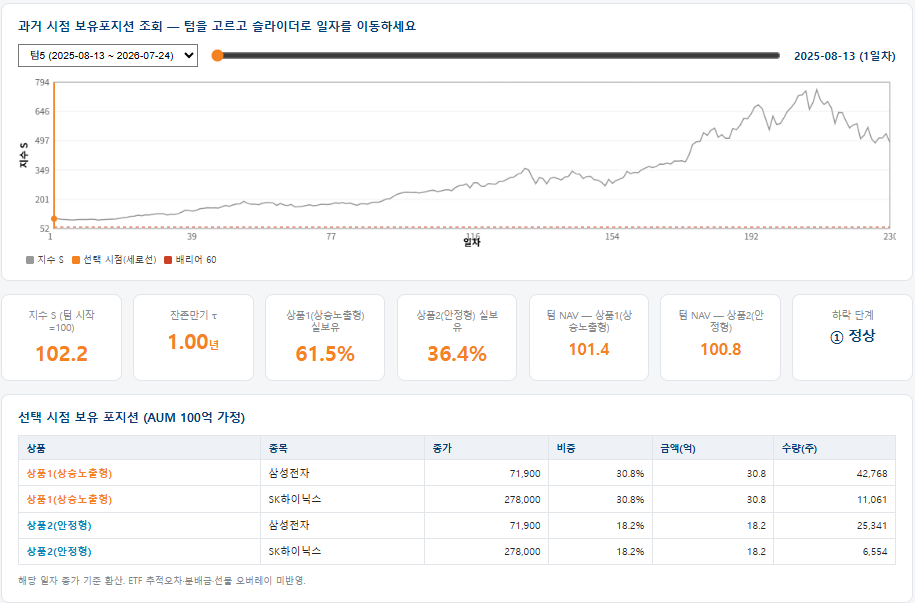 과거 시점 보유포지션 조회 — 텀을 고르고 슬라이더로 일자를 이동하세요
텀5 (2025-08-13 ~ 2026-07-24)
2025-08-13 (1일차)
794
646
497
349
201
52
지수 S
1
39
77
116
154
192
230
일자
지수 S
선택 시점(세로선)
배리어 60
지수 S (텀 시작
=100)
102.2
잔존만기 τ
1.00년
상품1(상승노출형)
실보유
61.5%
상품2(안정형) 실보
유
36.4%
텀 NAV — 상품1(상
승노출형)
101.4
텀 NAV — 상품2(안
정형)
100.8
하락 단계
① 정상
선택 시점 보유 포지션 (AUM 100억 가정)
상품 종목 종가 비중 금액(억) 수량(주)
상품1(상승노출형) 삼성전자 71,900 30.8% 30.8 42,768
상품1(상승노출형) SK하이닉스 278,000 30.8% 30.8 11,061
상품2(안정형) 삼성전자 71,900 18.2% 18.2 25,341
상품2(안정형) SK하이닉스 278,000 18.2% 18.2 6,554
해당 일자 종가 기준 환산. ETF 추적오차·분배금·선물 오버레이 미반영.